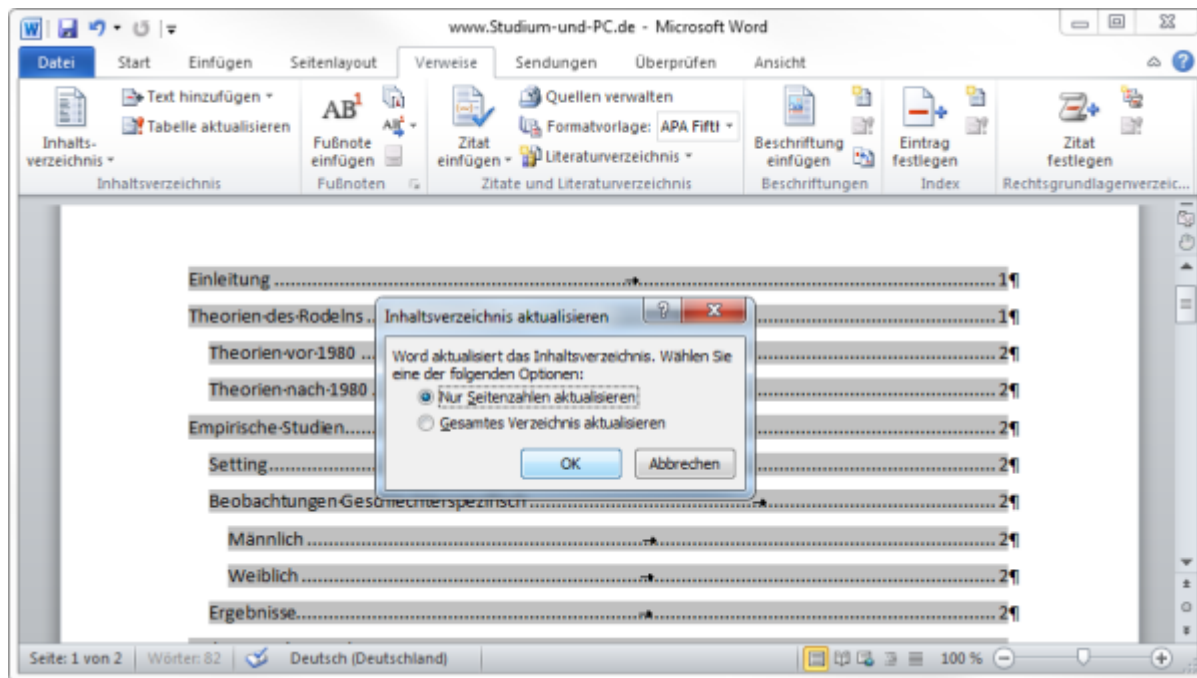 www.Studium-und-PC.de - Microsoft Word
Datei Start Einfügen Seitenlayout Verweise Sendungen Überprüfen Ansicht
Text hinzufügen
Tabelle aktualisieren
Inhalts-
verzeichnis
Inhaltsverzeichnis
AB1
Fußnote
einfügen
Fußnoten
Zitat
einfügen
Quellen verwalten
Formatvorlage: APA Fifth
Literaturverzeichnis
Zitate und Literaturverzeichnis
Beschriftung
einfügen
Beschriftungen
Eintrag
festlegen
Index
Zitat
festlegen
Rechtsgrundlagenverzeic...
Einleitung 1¶
Theorien·des·Rodelns 1¶
Theorien·vor·1980 2¶
Theorien·nach·1980 2¶
Empirische·Studien 2¶
Setting 2¶
Beobachtungen·Geschlechterspezifisch 2¶
Männlich 2¶
Weiblich 2¶
Ergebnisse 2¶
Inhaltsverzeichnis aktualisieren
Word aktualisiert das Inhaltsverzeichnis. Wählen Sie
eine der folgenden Optionen:
Nur Seitenzahlen aktualisieren
Gesamtes Verzeichnis aktualisieren
OK Abbrechen
Seite: 1 von 2 Wörter: 82 Deutsch (Deutschland) 100 %